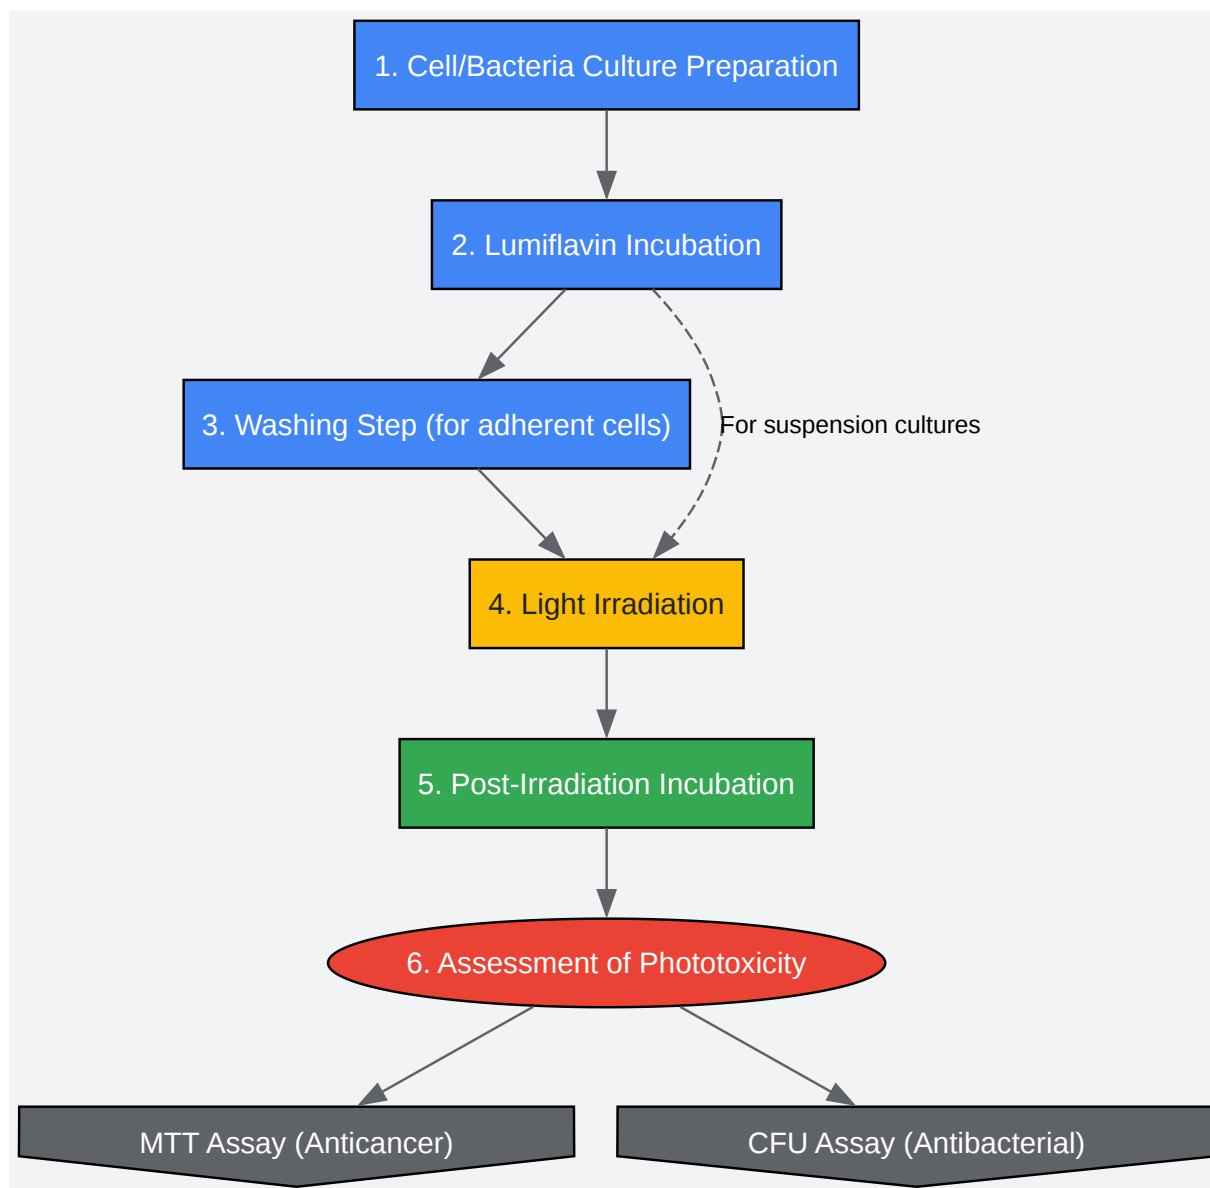 1. Cell/Bacteria Culture Preparation
2. Lumiflavin Incubation
3. Washing Step (for adherent cells)
For suspension cultures
4. Light Irradiation
5. Post-Irradiation Incubation
6. Assessment of Phototoxicity
MTT Assay (Anticancer)
CFU Assay (Antibacterial)